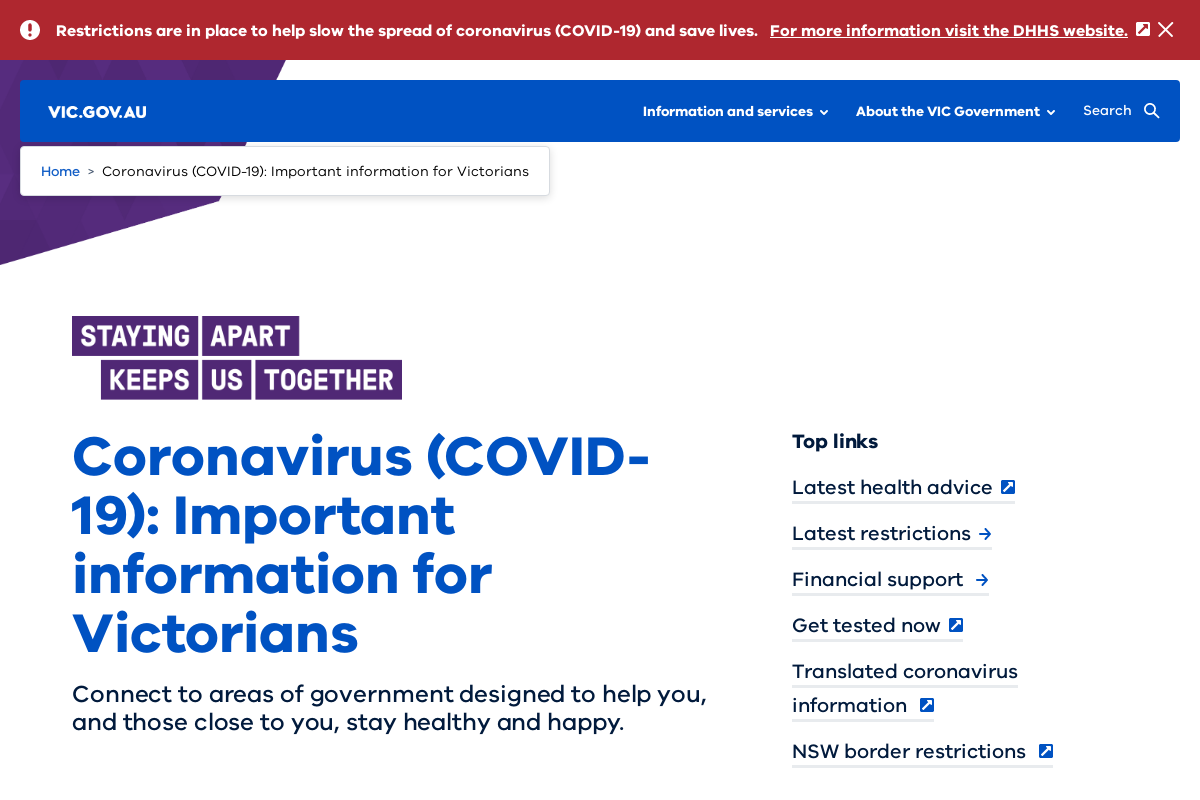 Restrictions are in place to help slow the spread of coronavirus (COVID-19) and save lives. For more information visit the DHHS website.
VIC.GOV.AU Information and services About the VIC Government Search
Home > Coronavirus (COVID-19): Important information for Victorians
STAYING APART
KEEPS US TOGETHER
Coronavirus (COVID-
19): Important
information for
Victorians
Connect to areas of government designed to help you,
and those close to you, stay healthy and happy.
Top links
Latest health advice
Latest restrictions
Financial support
Get tested now
Translated coronavirus
information
NSW border restrictions